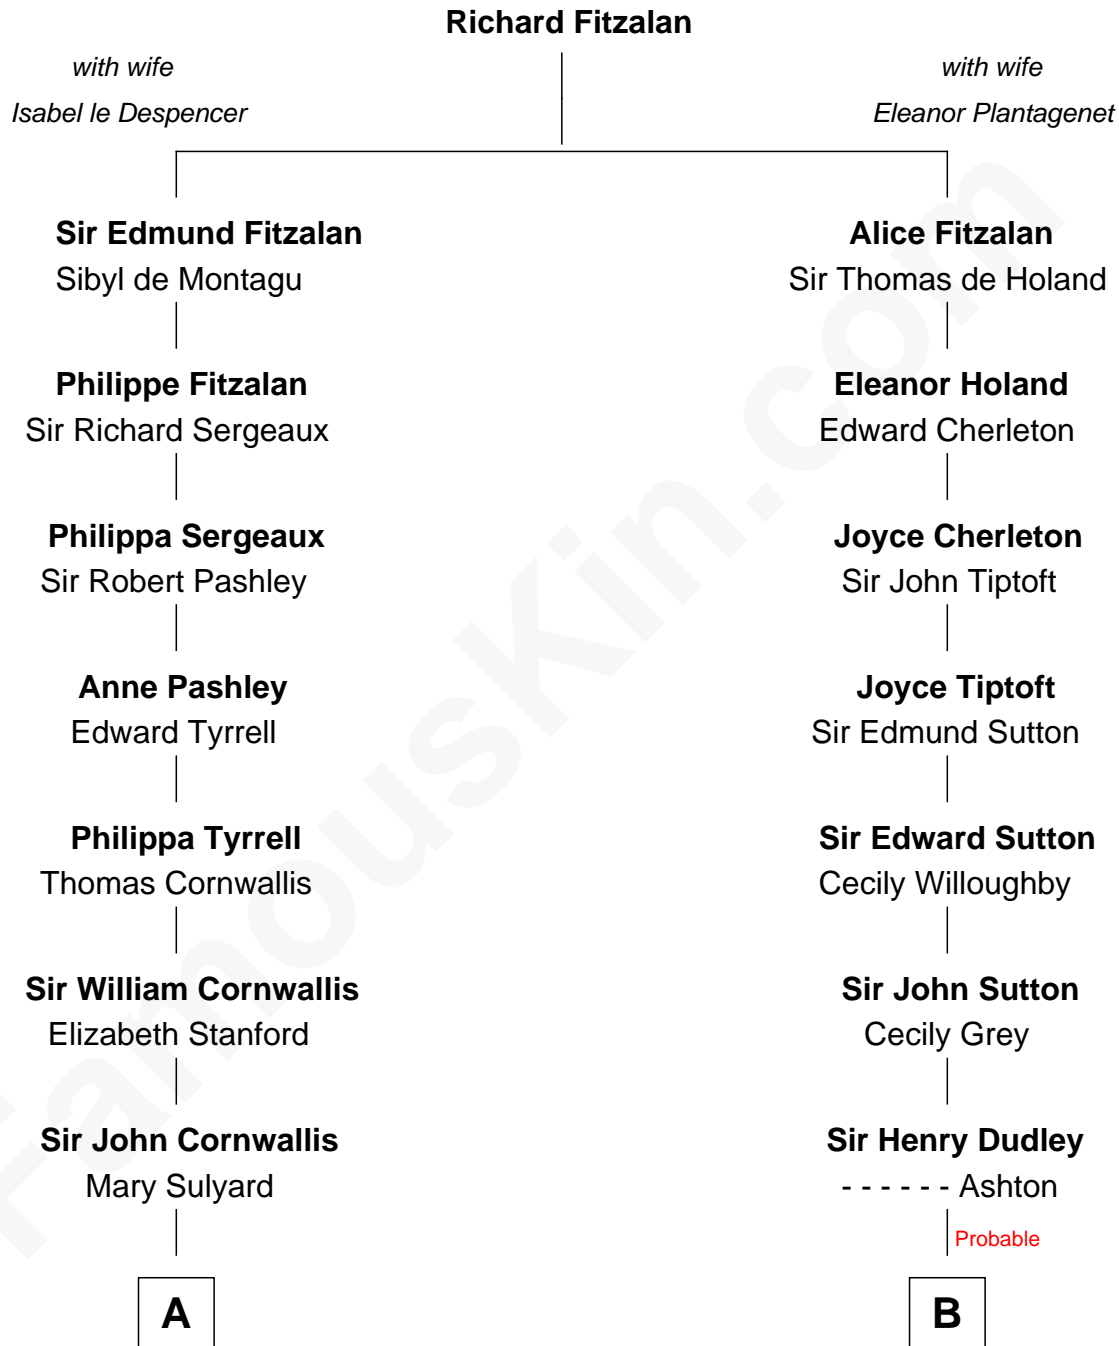 Richard Fitzalan
with wife
Isabel le Despencer
with wife
Eleanor Plantagenet
Sir Edmund Fitzalan
Sibyl de Montagu
Alice Fitzalan
Sir Thomas de Holand
Philippe Fitzalan
Sir Richard Sergeaux
Eleanor Holand
Edward Cherleton
Philippa Sergeaux
Sir Robert Pashley
Joyce Cherleton
Sir John Tiptoft
Anne Pashley
Edward Tyrrell
Joyce Tiptoft
Sir Edmund Sutton
Philippa Tyrrell
Thomas Cornwallis
Sir Edward Sutton
Cecily Willoughby
Sir William Cornwallis
Elizabeth Stanford
Sir John Sutton
Cecily Grey
Sir John Cornwallis
Mary Sulyard
Sir Henry Dudley
- - - - - - Ashton
Probable
A
B
FamousKin.com